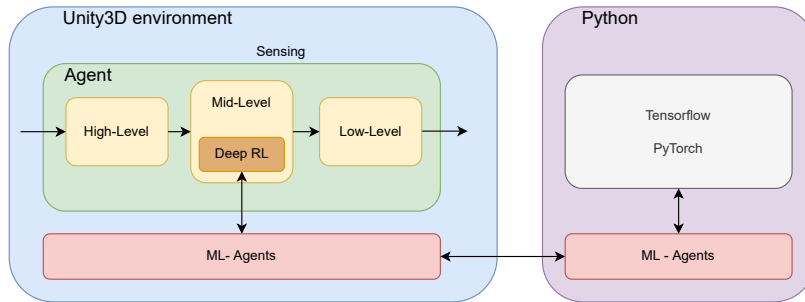 Unity3D environment
Python
Sensing
Agent
High-Level
Mid-Level
Deep RL
Low-Level
Tensorflow
PyTorch
ML- Agents
ML - Agents